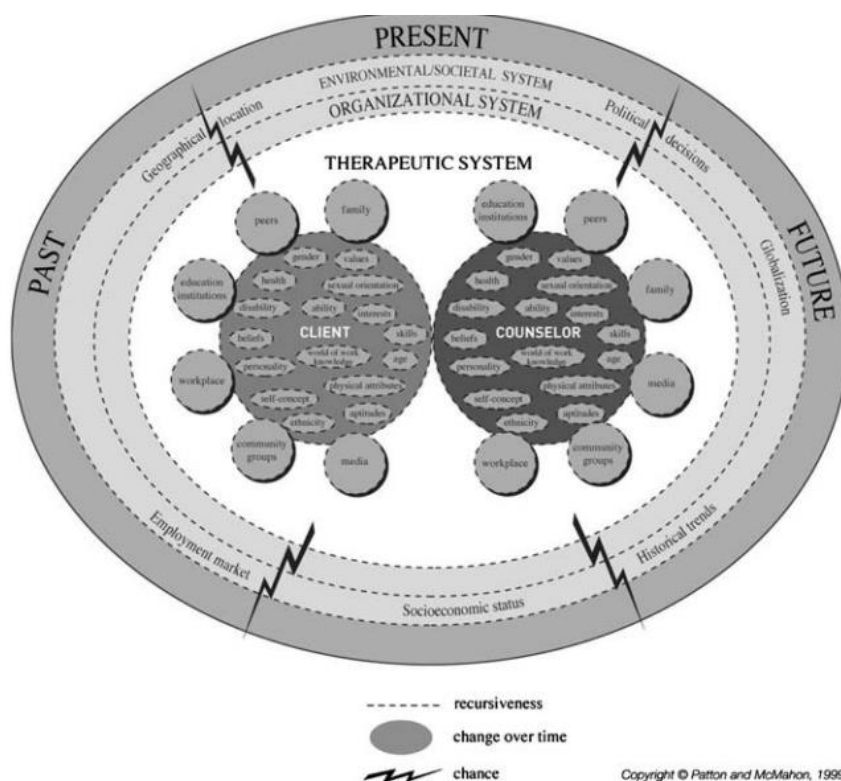 PRESENT
ENVIRONMENTAL/SOCIETAL SYSTEM
ORGANIZATIONAL SYSTEM
Geographical location
Political decisions
THERAPEUTIC SYSTEM
PAST
FUTURE
Globalization
peers
family
education
institutions
workplace
community
groups
media
gender
values
health
sexual orientation
disability
ability
interests
CLIENT
skills
beliefs
world of work
knowledge
age
personality
physical attributes
self-concept
aptitudes
ethnicity
education
institutions
peers
family
media
community
groups
workplace
gender
values
health
sexual orientation
disability
ability
interests
COUNSELOR
skills
beliefs
world of work
knowledge
age
personality
physical attributes
self-concept
aptitudes
ethnicity
Employment market
Socioeconomic status
Historical trends
recursiveness
change over time
chance
Copyright © Patton and McMahon, 1999